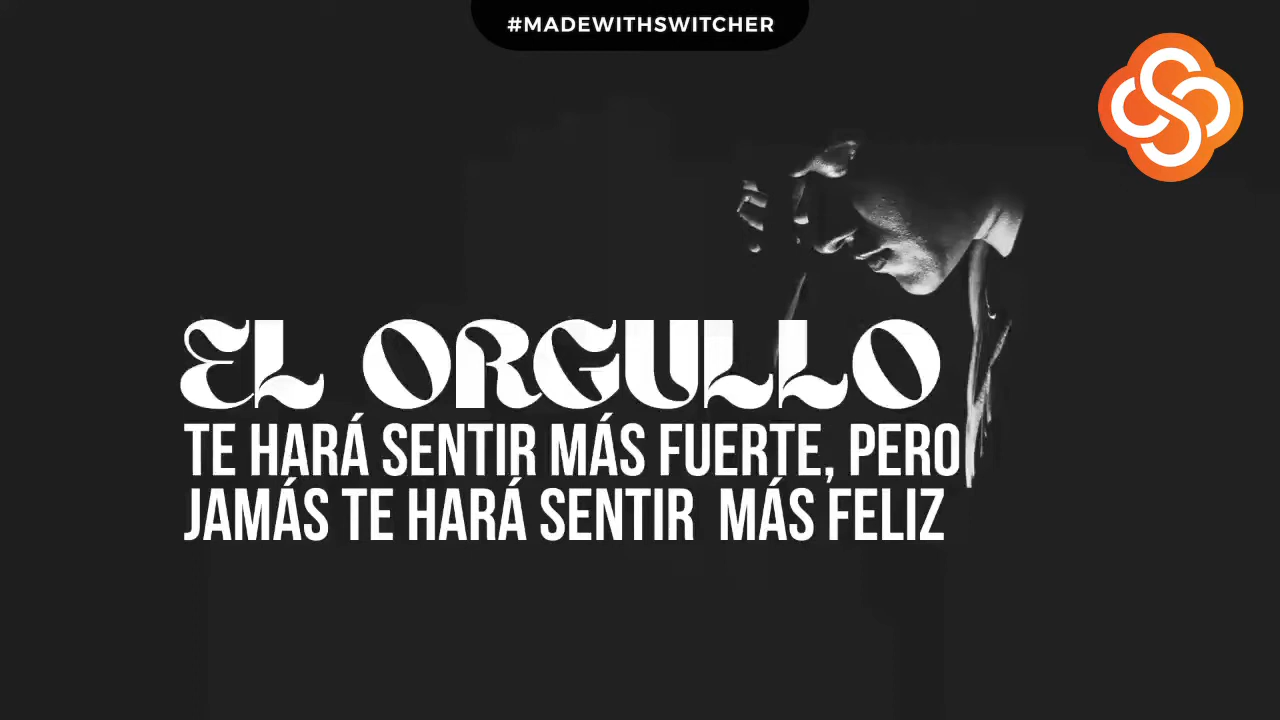 #MADEWITHSWITCHER
EL ORGULLO
TE HARÁ SENTIR MÁS FUERTE, PERO
JAMÁS TE HARÁ SENTIR MÁS FELIZ